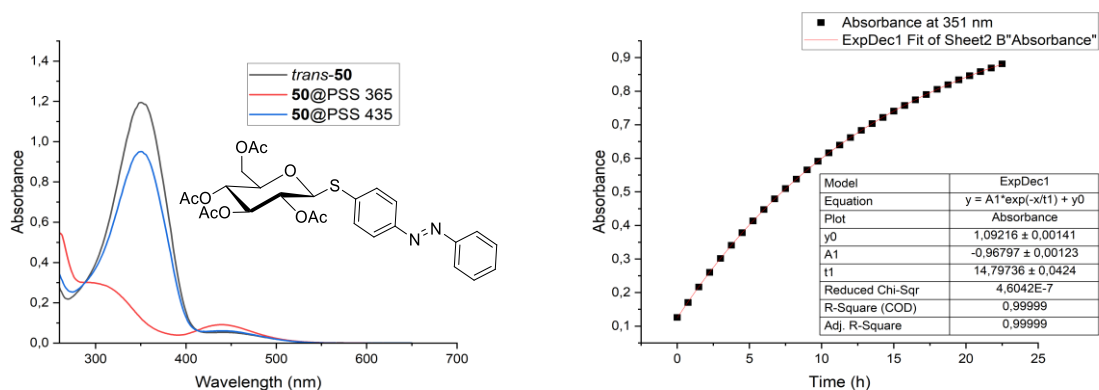 trans-50
50@PSS 365
50@PSS 435
Absorbance
1,4
1,2
1,0
0,8
0,6
0,4
0,2
0,0
300
400
500
600
700
Wavelength (nm)
OAc
O
AcO
AcO
OAc
S
N
N
Absorbance at 351 nm
ExpDec1 Fit of Sheet2 B"Absorbance"
Absorbance
0,9
0,8
0,7
0,6
0,5
0,4
0,3
0,2
0,1
0
5
10
15
20
25
Time (h)
Model ExpDec1
Equation y = A1*exp(-x/t1) + y0
Plot Absorbance
y0 1,09216 ± 0,00141
A1 -0,96797 ± 0,00123
t1 14,79736 ± 0,0424
Reduced Chi-Sqr 4,6042E-7
R-Square (COD) 0,99999
Adj. R-Square 0,99999